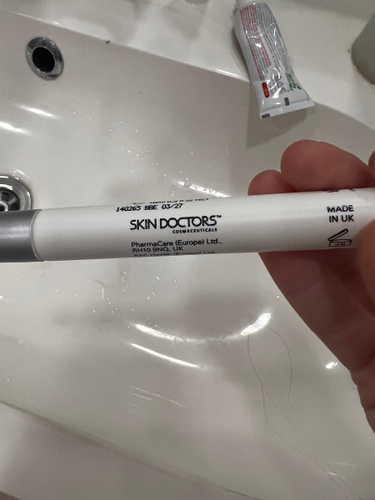 140265 BBE 03/27
SKIN DOCTORS™
COSMECEUTICALS
PharmaCare (Europe) Ltd.,
RH10 9NQ, UK
MADE
IN UK